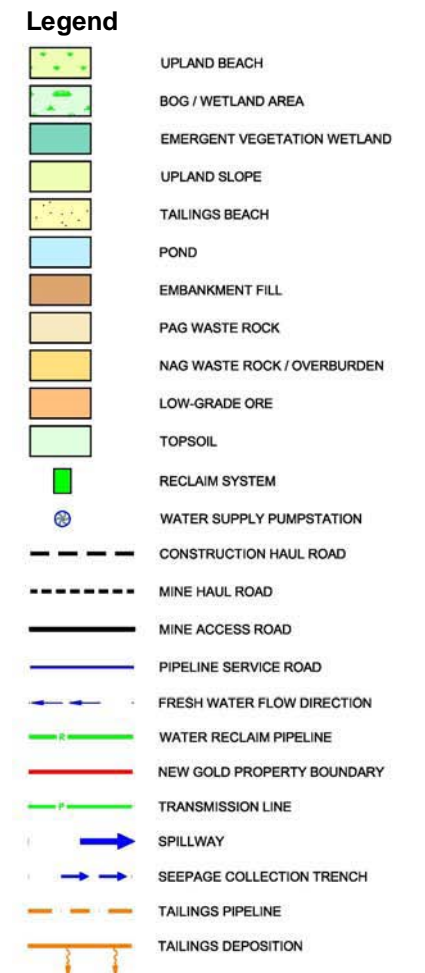 Legend
UPLAND BEACH
BOG / WETLAND AREA
EMERGENT VEGETATION WETLAND
UPLAND SLOPE
TAILINGS BEACH
POND
EMBANKMENT FILL
PAG WASTE ROCK
NAG WASTE ROCK / OVERBURDEN
LOW-GRADE ORE
TOPSOIL
RECLAIM SYSTEM
WATER SUPPLY PUMPSTATION
CONSTRUCTION HAUL ROAD
MINE HAUL ROAD
MINE ACCESS ROAD
PIPELINE SERVICE ROAD
FRESH WATER FLOW DIRECTION
R WATER RECLAIM PIPELINE
NEW GOLD PROPERTY BOUNDARY
P TRANSMISSION LINE
SPILLWAY
SEEPAGE COLLECTION TRENCH
TAILINGS PIPELINE
TAILINGS DEPOSITION